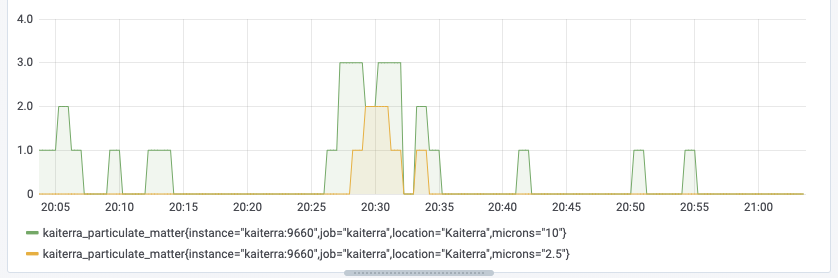 4.0
3.0
2.0
1.0
0
20:05 20:10 20:15 20:20 20:25 20:30 20:35 20:40 20:45 20:50 20:55 21:00
kaiterra_particulate_matter{instance="kaiterra:9660",job="kaiterra",location="Kaiterra",microns="10"}
kaiterra_particulate_matter{instance="kaiterra:9660",job="kaiterra",location="Kaiterra",microns="2.5"}